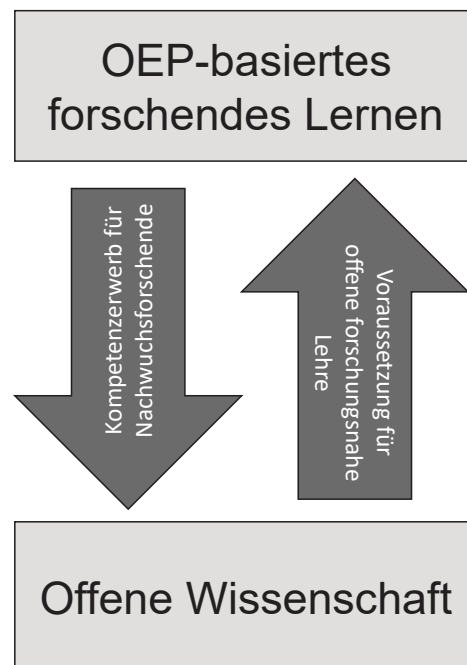 OEP-basiertes
forschendes Lernen
Kompetenzerwerb für
Nachwuchsforschende
Voraussetzung für
offene forschungsnahe
Lehre
Offene Wissenschaft